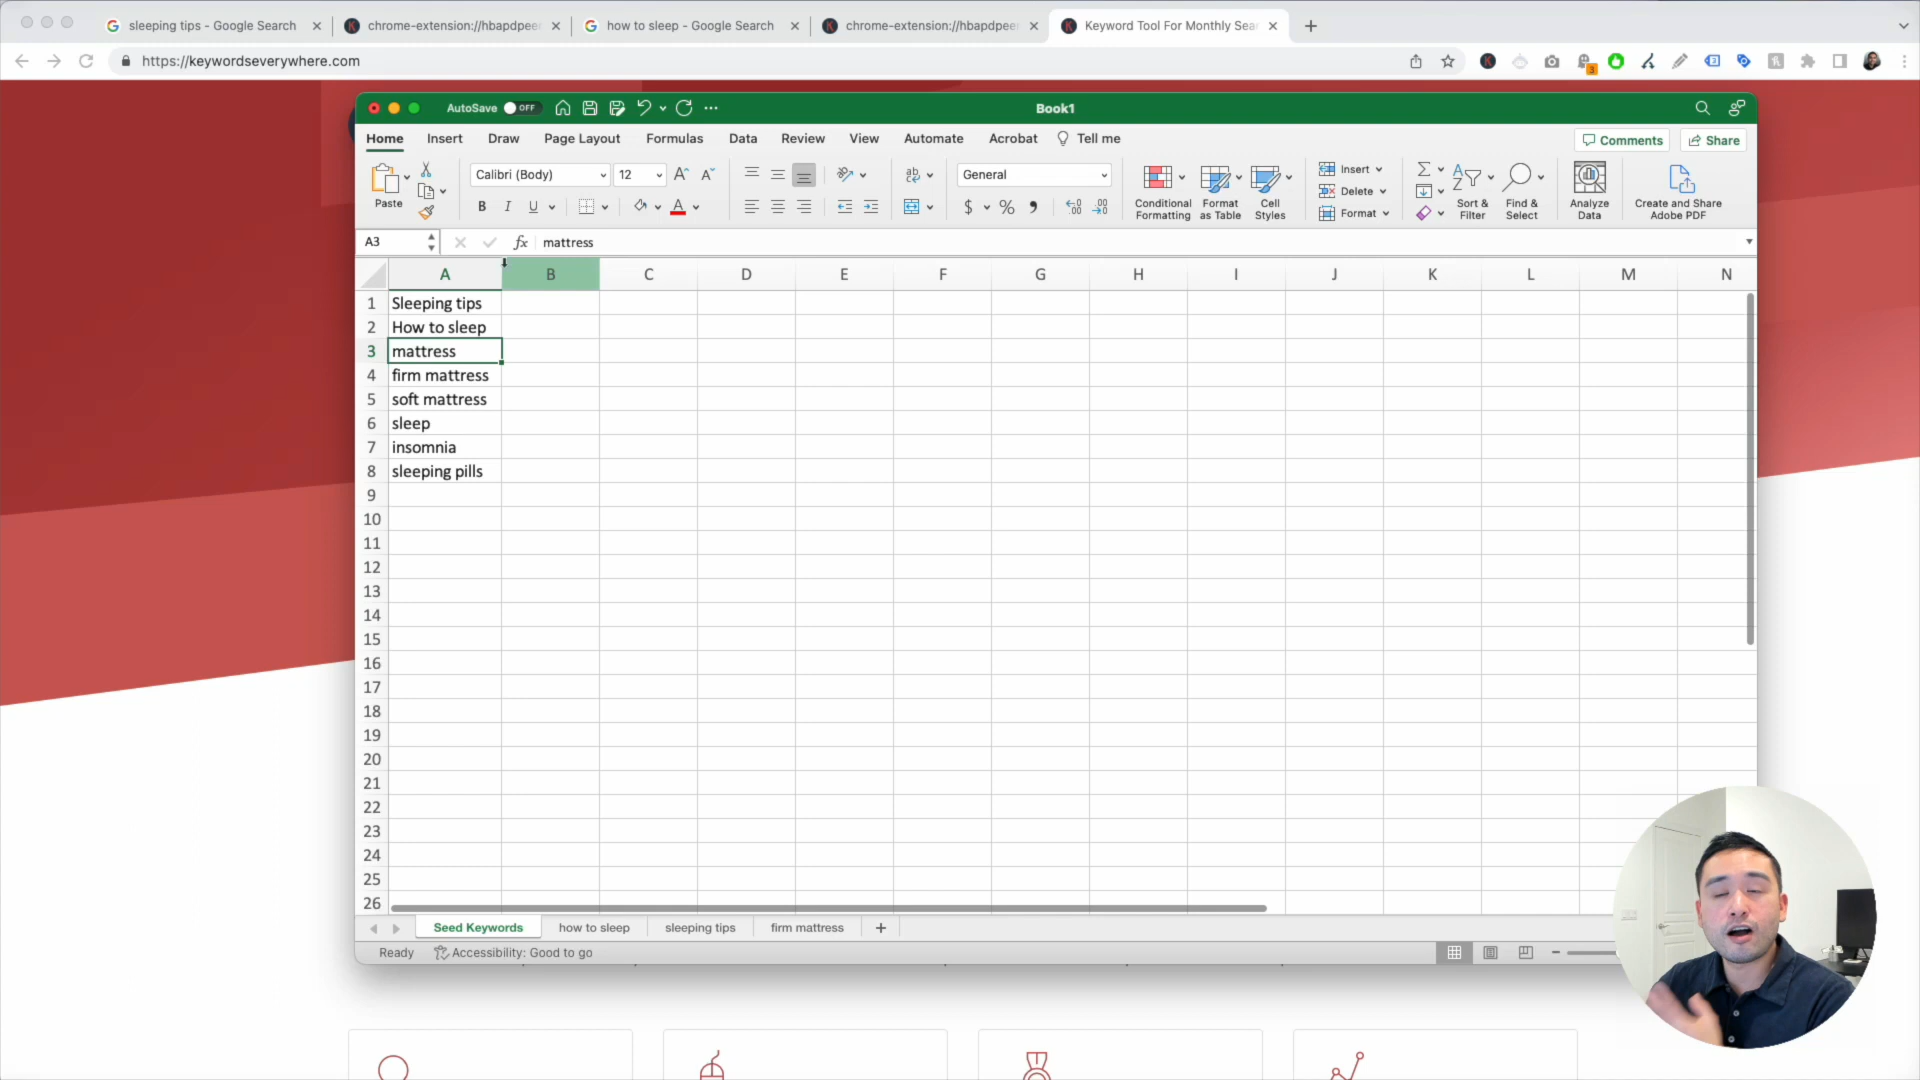 sleeping tips - Google Search
chrome-extension://hbapdpeer
how to sleep - Google Search
chrome-extension://hbapdpeer
Keyword Tool For Monthly Sear
https://keywordseverywhere.com
3
AutoSave OFF
Book1
Home Insert Draw Page Layout Formulas Data Review View Automate Acrobat Tell me
Comments Share
Paste
Calibri (Body) 12
General
Conditional Formatting
Format as Table
Cell Styles
Insert
Delete
Format
Sort & Filter
Find & Select
Analyze Data
Create and Share Adobe PDF
A3 fx mattress
A B C D E F G H I J K L M N
1 Sleeping tips
2 How to sleep
3 mattress
4 firm mattress
5 soft mattress
6 sleep
7 insomnia
8 sleeping pills
9
10
11
12
13
14
15
16
17
18
19
20
21
22
23
24
25
26
Seed Keywords how to sleep sleeping tips firm mattress
Ready Accessibility: Good to go